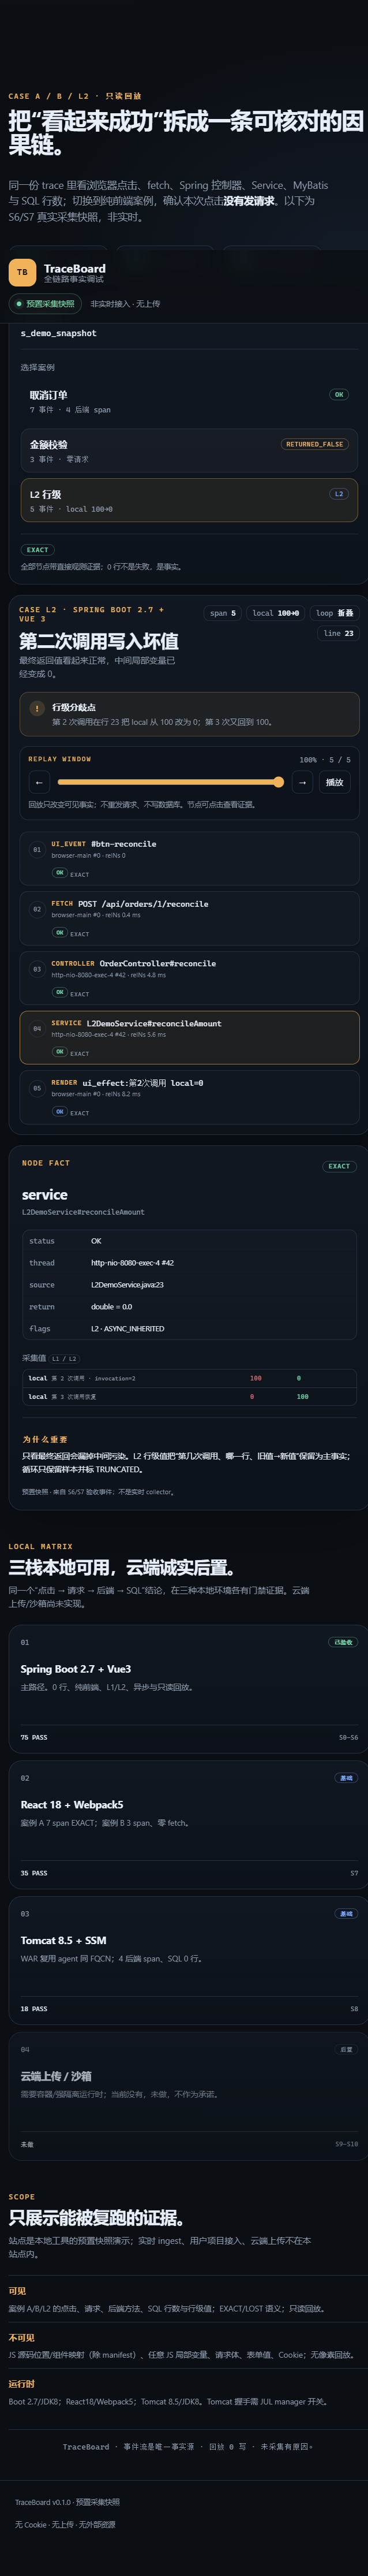 CASE A / B / L2 · 只读回放
把“看起来成功”拆成一条可核对的因
果链。
同一份 trace 里看浏览器点击、fetch、Spring 控制器、Service、MyBatis
与 SQL 行数；切换到纯前端案例，确认本次点击没有发请求。以下为
S6/S7 真实采集快照，非实时。
TB
TraceBoard
全链路事实调试
预置采集快照
非实时接入 · 无上传
s_demo_snapshot
选择案例
取消订单
OK
7 事件 · 4 后端 span
金额校验
RETURNED_FALSE
3 事件 · 零请求
L2 行级
L2
5 事件 · local 100→0
EXACT
全部节点带直接观测证据；0 行不是失败，是事实。
CASE L2 · SPRING BOOT 2.7 +
VUE 3
span 5
local 100→0
loop 折叠
line 23
第二次调用写入坏值
最终返回值看起来正常，中间局部变量已
经变成 0。
!
行级分歧点
第 2 次调用在行 23 把 local 从 100 改为 0；第 3 次又回到 100。
REPLAY WINDOW
100% · 5 / 5
←
→
播放
回放只改变可见事实；不重发请求、不写数据库。节点可点击查看证据。
01
UI_EVENT #btn-reconcile
browser-main #0 · relNs 0
OK EXACT
02
FETCH POST /api/orders/1/reconcile
browser-main #0 · relNs 0.4 ms
OK EXACT
03
CONTROLLER OrderController#reconcile
http-nio-8080-exec-4 #42 · relNs 4.8 ms
OK EXACT
04
SERVICE L2DemoService#reconcileAmount
http-nio-8080-exec-4 #42 · relNs 5.6 ms
OK EXACT
05
RENDER ui_effect:第2次调用 local=0
browser-main #0 · relNs 8.2 ms
OK EXACT
NODE FACT
EXACT
service
L2DemoService#reconcileAmount
status OK
thread http-nio-8080-exec-4 #42
source L2DemoService.java:23
return double = 0.0
flags L2 · ASYNC_INHERITED
采集值 L1 / L2
local 第 2 次调用 · invocation=2 100 0
local 第 3 次调用恢复 0 100
为什么重要
只看最终返回会漏掉中间污染。L2 行级值把“第几次调用、哪一行、旧值→新值”保留为主事实；
循环只保留样本并标 TRUNCATED。
预置快照 · 来自 S6/S7 验收事件；不是实时 collector。
LOCAL MATRIX
三栈本地可用，云端诚实后置。
同一个“点击 → 请求 → 后端 → SQL”结论，在三种本地环境各有门禁证据。云端
上传/沙箱尚未实现。
01
已验收
Spring Boot 2.7 + Vue3
主路径。0 行、纯前端、L1/L2、异步与只读回放。
75 PASS
S0–S6
02
基础
React 18 + Webpack5
案例 A 7 span EXACT；案例 B 3 span、零 fetch。
35 PASS
S7
03
基础
Tomcat 8.5 + SSM
WAR 复用 agent 同 FQCN；4 后端 span、SQL 0 行。
18 PASS
S8
04
后置
云端上传 / 沙箱
需要容器/强隔离运行时；当前没有，未做，不作为承诺。
未做
S9–S10
SCOPE
只展示能被复跑的证据。
站点是本地工具的预置快照演示；实时 ingest、用户项目接入、云端上传不在本
站点内。
可见
案例 A/B/L2 的点击、请求、后端方法、SQL 行数与行级值；EXACT/LOST 语义；只读回放。
不可见
JS 源码位置/组件映射（除 manifest）、任意 JS 局部变量、请求体、表单值、Cookie；无像素回放。
运行时
Boot 2.7/JDK8；React18/Webpack5；Tomcat 8.5/JDK8。Tomcat 握手需 JUL manager 开关。
TraceBoard · 事件流是唯一事实源 · 回放 0 写 · 未采集有原因。
TraceBoard v0.1.0 · 预置采集快照
无 Cookie · 无上传 · 无外部资源